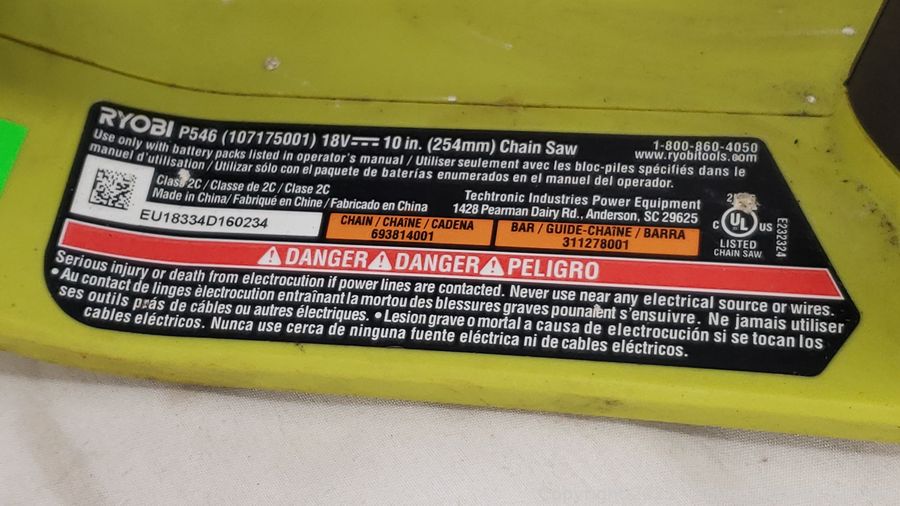 RYOBI P546 (107175001) 18V⎓ 10 in. (254mm) Chain Saw
Use only with battery packs listed in operator's manual / Utiliser seulement avec les bloc-piles spécifiés dans le
manuel d'utilisation / Utilizar sólo con el paquete de baterías enumerados en el manuel del operador.
1-800-860-4050
www.ryobitools.com
Class 2C / Classe de 2C / Clase 2C
Made in China / Fabriqué en Chine / Fabricado en China
EU18334D160234
Techtronic Industries Power Equipment
1428 Pearman Dairy Rd., Anderson, SC 29625
CHAIN / CHAÎNE / CADENA
693814001
BAR / GUIDE-CHAÎNE / BARRA
311278001
C UL US
LISTED
CHAIN SAW
E232324
DANGER DANGER PELIGRO
Serious injury or death from electrocution if power lines are contacted. Never use near any electrical source or wires.
• Au contact de linges èlectrocution entraînant la mortou des blessures graves pouvaient s'ensuivre. Ne jamais utiliser
ses outils près de câbles ou autres électriques. • Lesion grave o mortal a causa de electrocución si se tocan los
cables eléctricos. Nunca use cerca de ninguna fuente eléctrica ni de cables eléctricos.